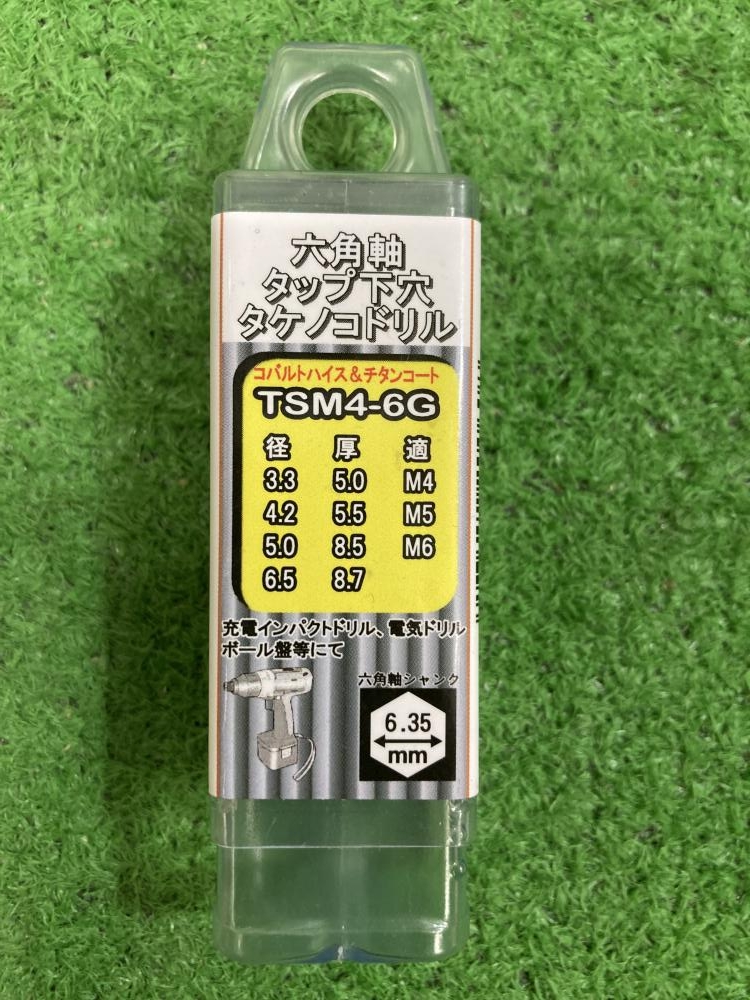 六角軸
タップ下穴
タケノコドリル
コバルトハイス&チタンコート
TSM4-6G
径 厚 適
3.3 5.0 M4
4.2 5.5 M5
5.0 8.5 M6
6.5 8.7
充電インパクトドリル、電気ドリル
ボール盤等にて
六角軸シャンク
6.35
mm